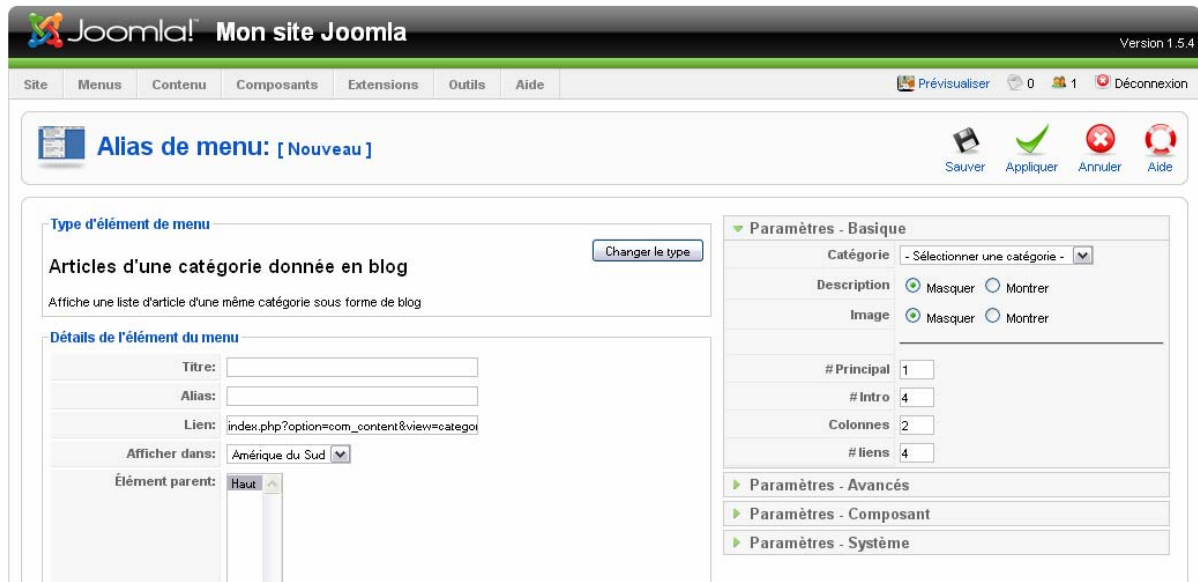 Joomla! Mon site Joomla
Version 1.5.4
Site Menus Contenu Composants Extensions Outils Aide Prévisualiser 0 1 Déconnexion
Alias de menu: [ Nouveau ]
Sauver Appliquer Annuler Aide
Type d'élément de menu
Changer le type
Articles d'une catégorie donnée en blog
Affiche une liste d'article d'une même catégorie sous forme de blog
Détails de l'élément du menu
Titre:
Alias:
Lien: index.php?option=com_content&view=categor
Afficher dans: Amérique du Sud
Élément parent: Haut
Paramètres - Basique
Catégorie - Sélectionner une catégorie -
Description Masquer Montrer
Image Masquer Montrer
# Principal 1
# Intro 4
Colonnes 2
# liens 4
Paramètres - Avancés
Paramètres - Composant
Paramètres - Système